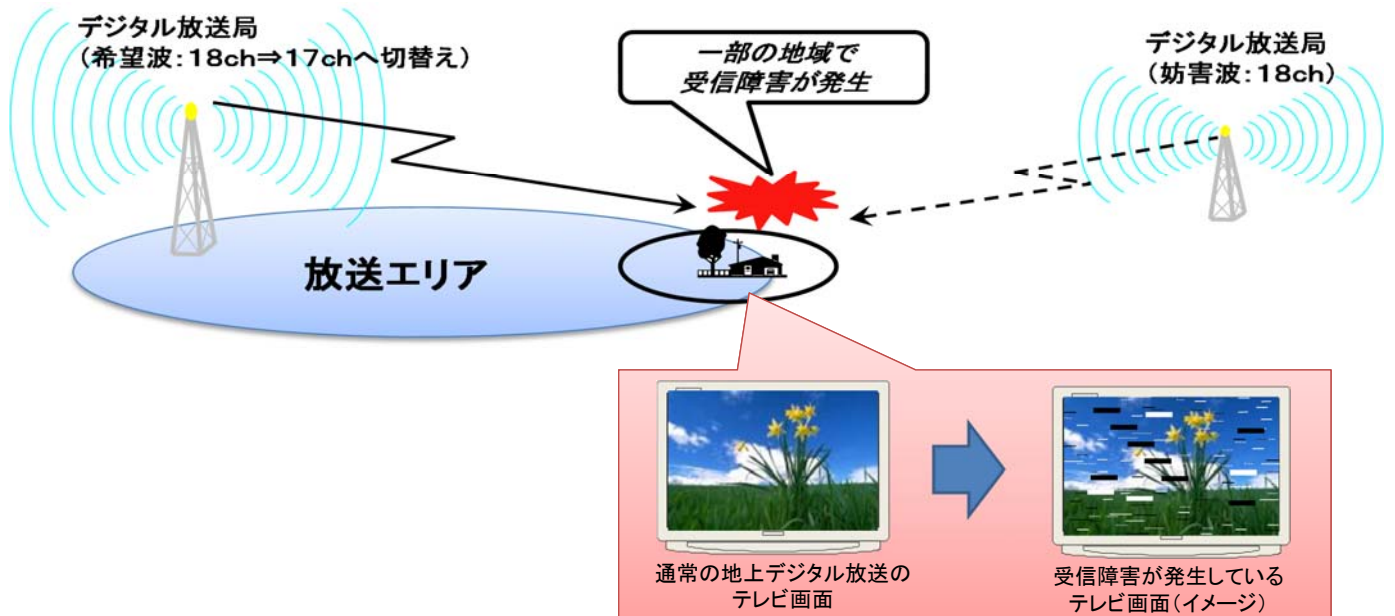 デジタル放送局
（希望波：18ch⇒17chへ切替え）
一部の地域で
受信障害が発生
デジタル放送局
（妨害波：18ch）
放送エリア
通常の地上デジタル放送の
テレビ画面
受信障害が発生している
テレビ画面（イメージ）